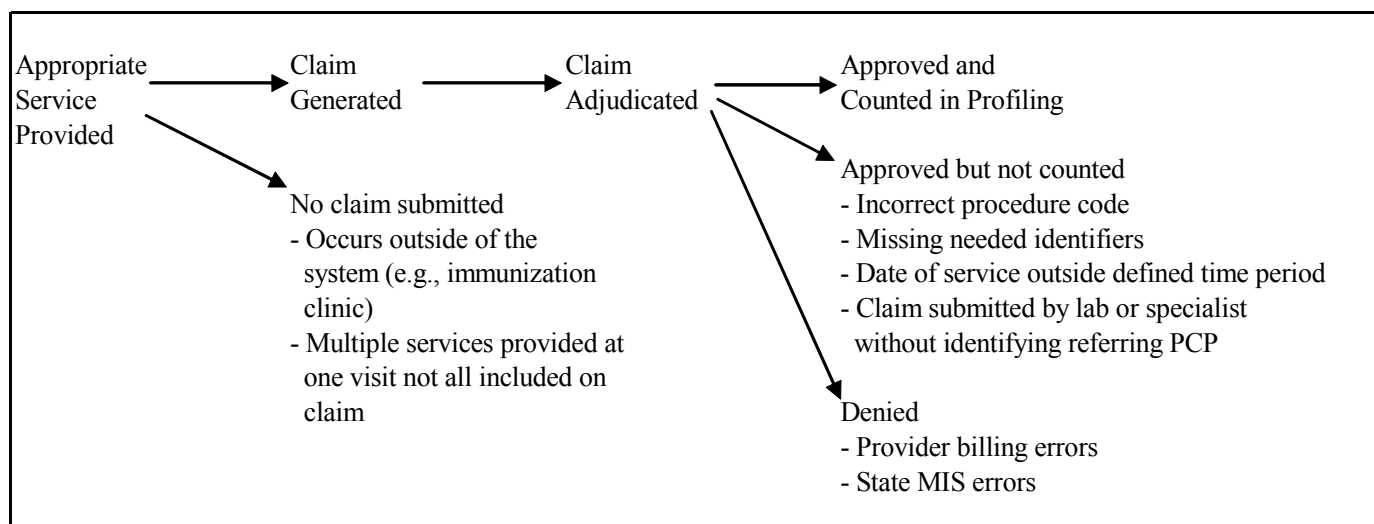 Appropriate
Service
Provided
Claim
Generated
Claim
Adjudicated
Approved and
Counted in Profiling
No claim submitted
- Occurs outside of the
system (e.g., immunization
clinic)
- Multiple services provided at
one visit not all included on
claim
Approved but not counted
- Incorrect procedure code
- Missing needed identifiers
- Date of service outside defined time period
- Claim submitted by lab or specialist
without identifying referring PCP
Denied
- Provider billing errors
- State MIS errors